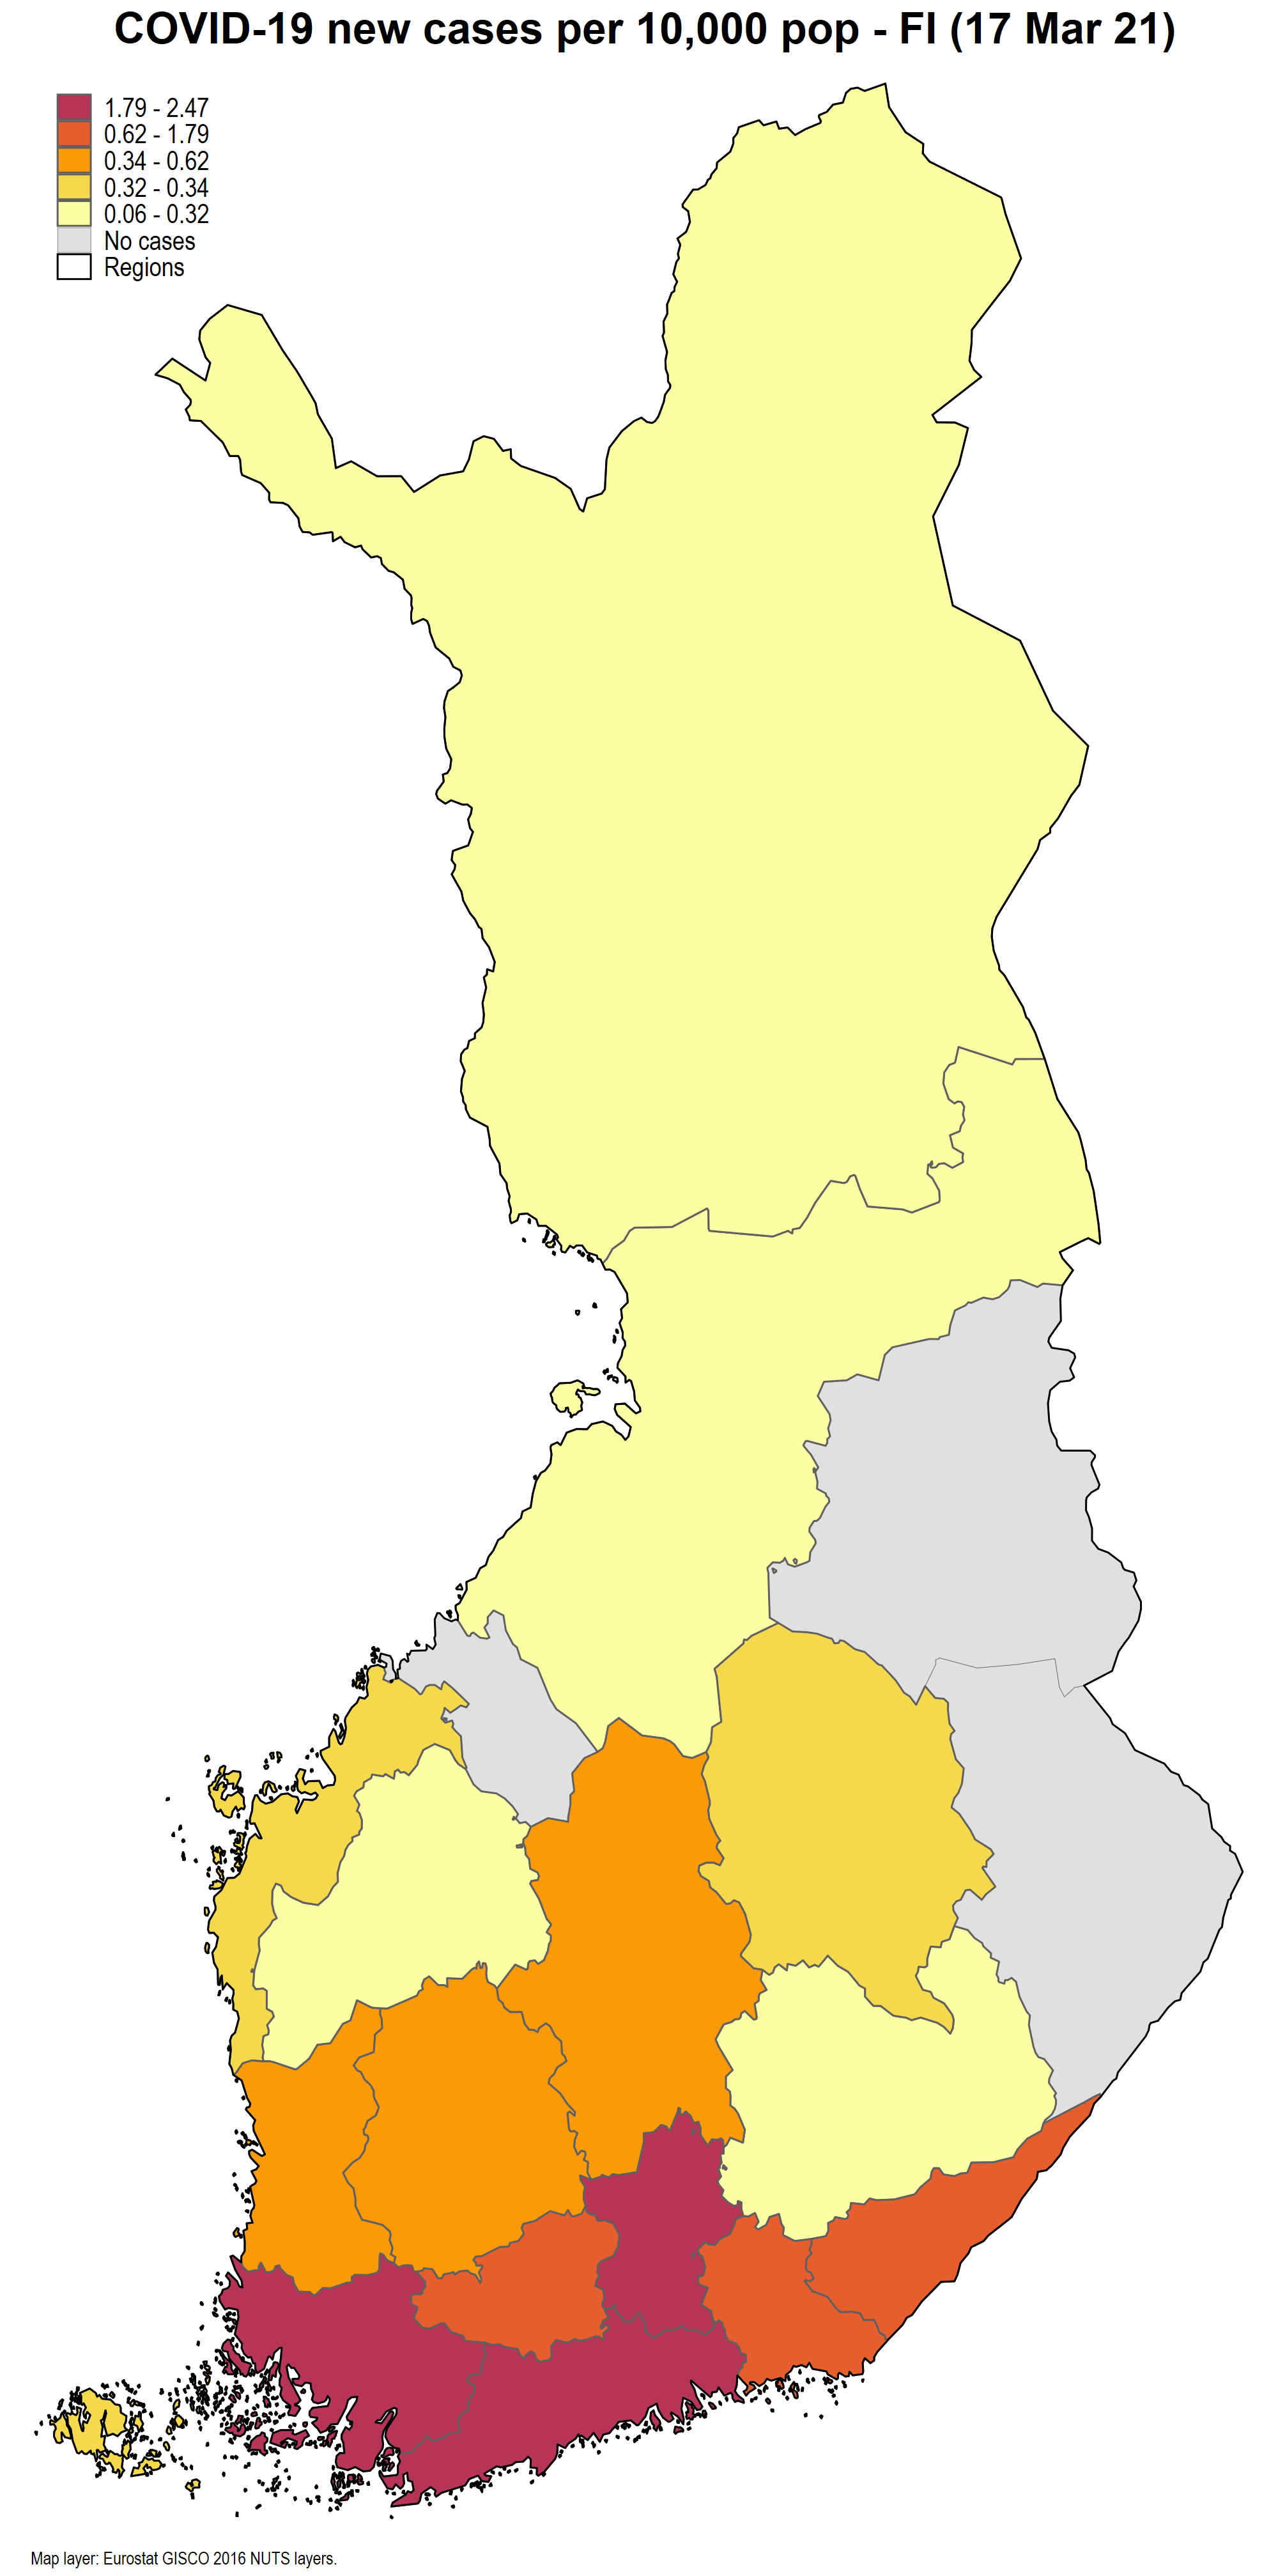 COVID-19 new cases per 10,000 pop - FI (17 Mar 21)
1.79 - 2.47
0.62 - 1.79
0.34 - 0.62
0.32 - 0.34
0.06 - 0.32
No cases
Regions
Map layer: Eurostat GISCO 2016 NUTS layers.